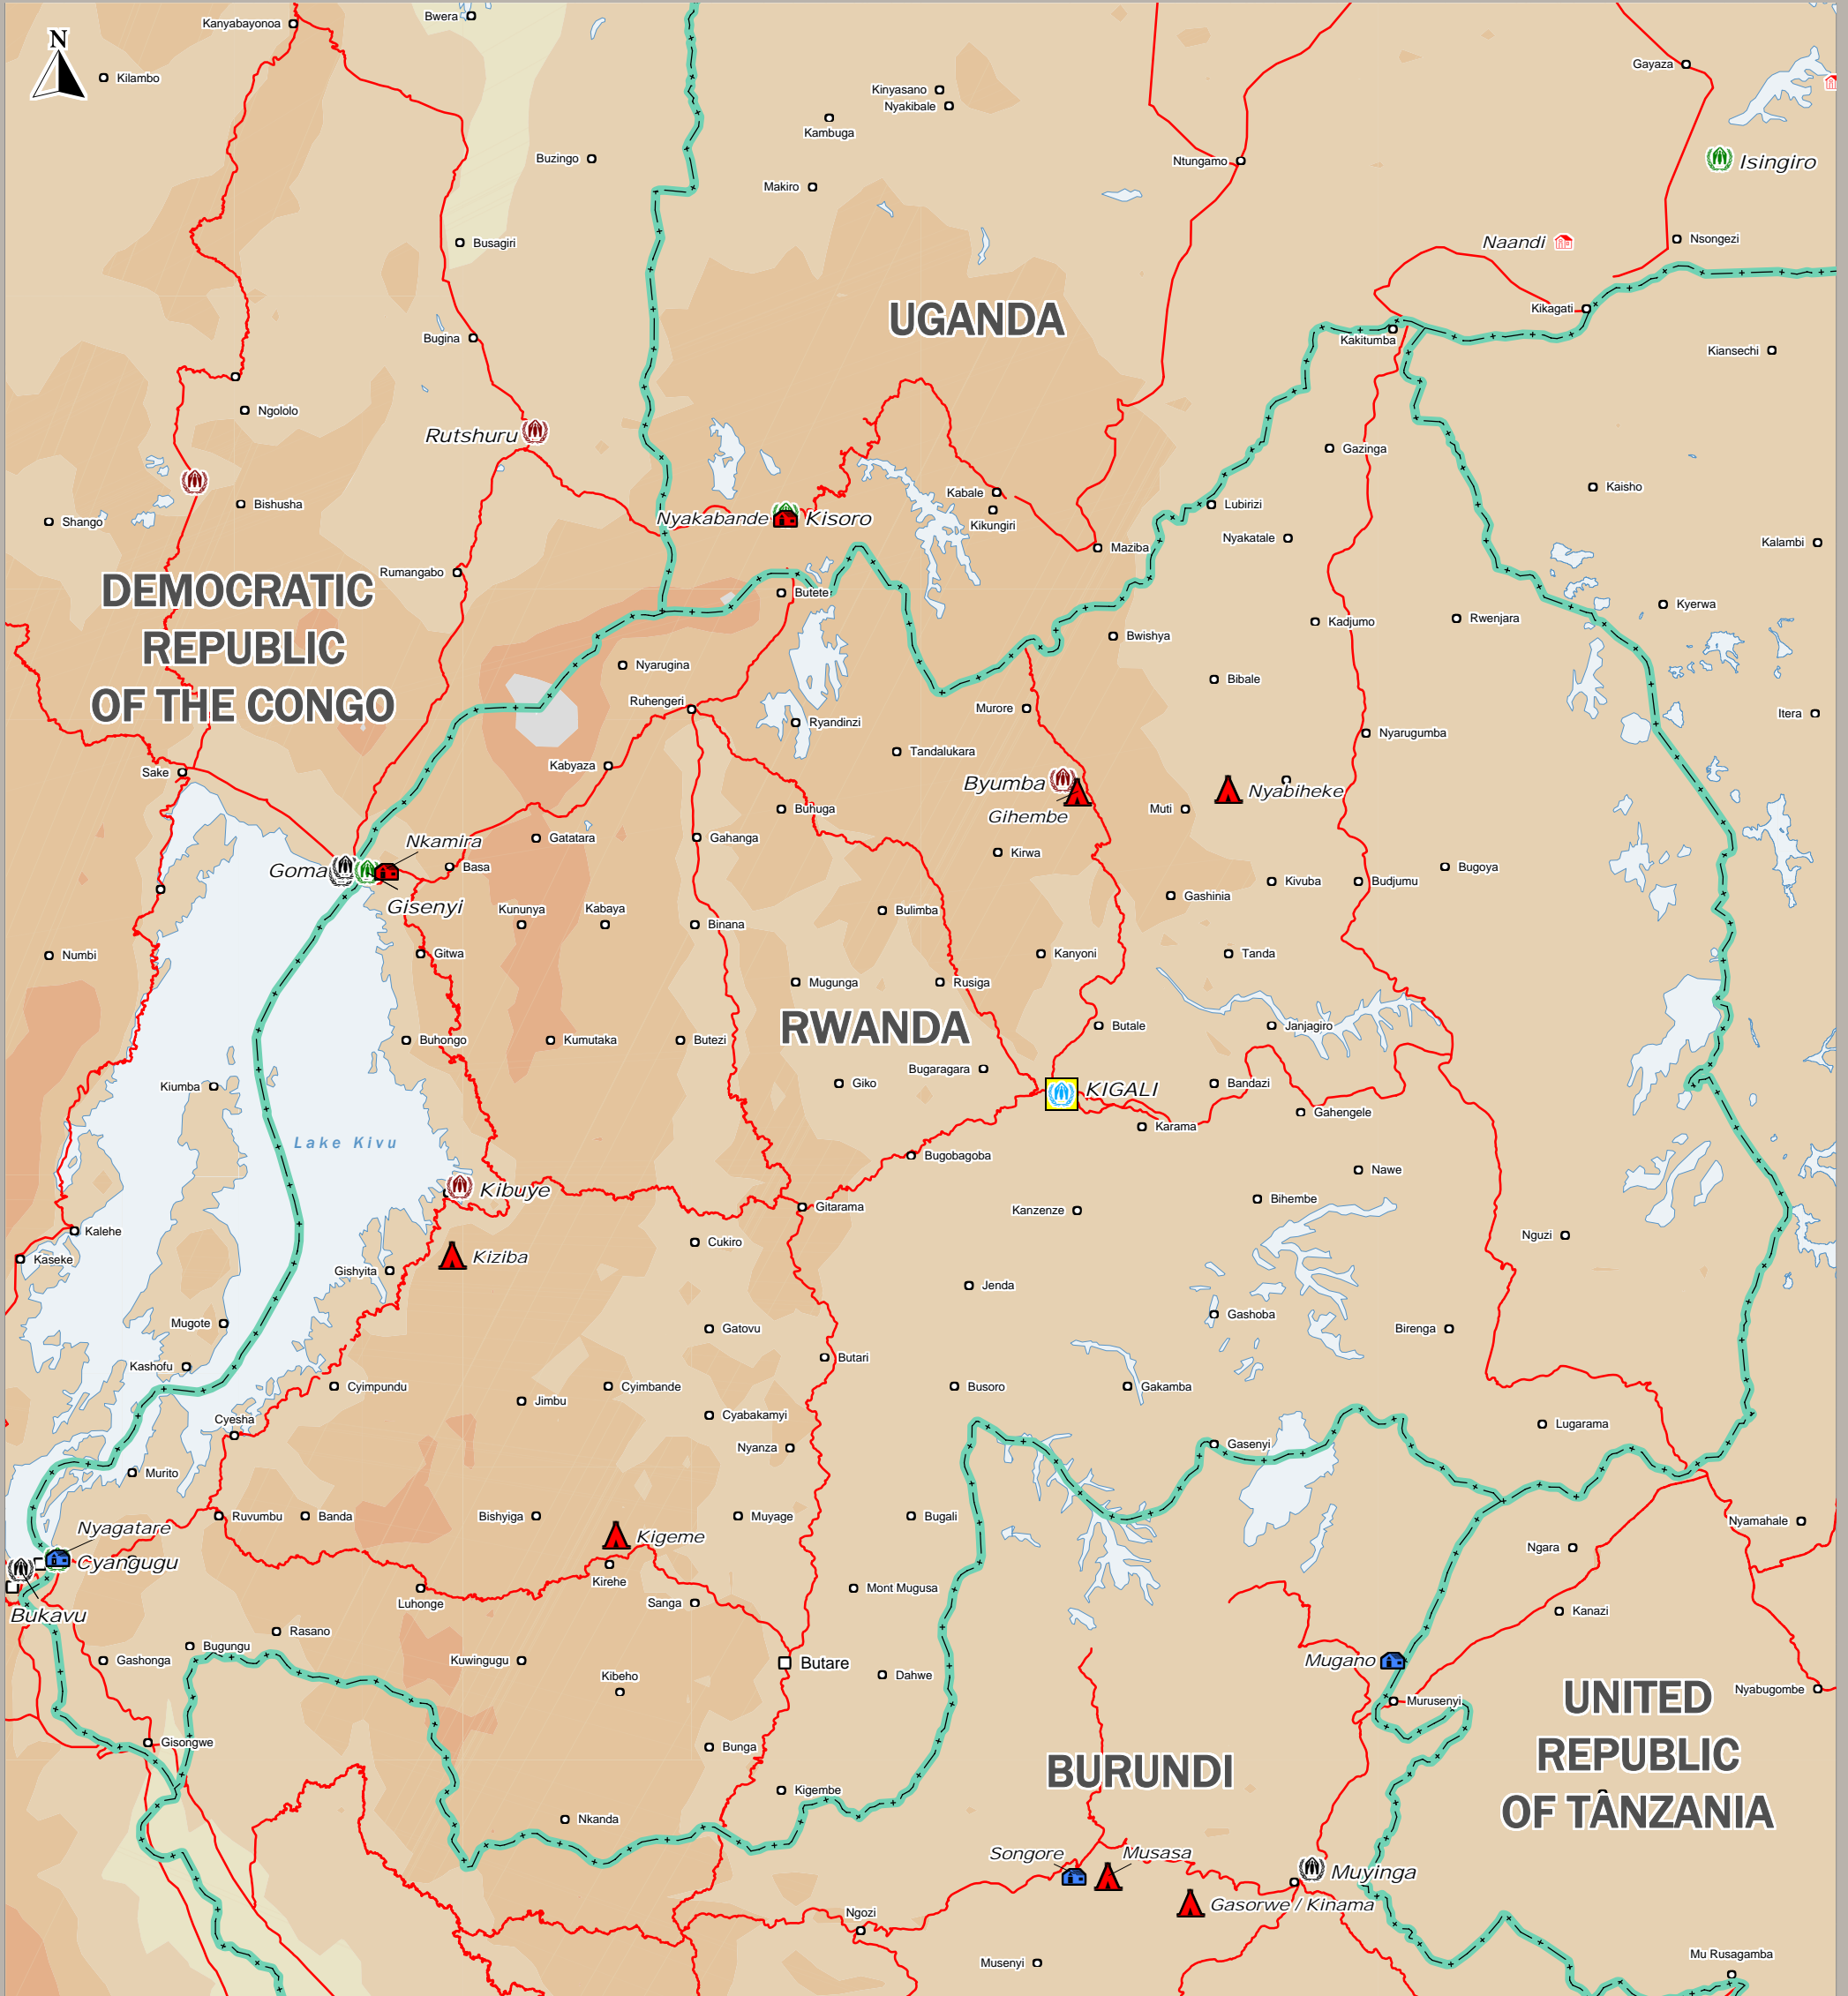 N
Kanyabayonoa
Bwera
Kilambo
Kinyasano
Nyakibale
Kambuga
Gayaza
Buzingo
Ntungamo
Isingiro
Makiro
Busagiri
Naandi
Nsongezi
UGANDA
Kikagati
Bugina
Kakitumba
Kiansechi
Ngololo
Rutshuru
Gazinga
Bishusha
Kabale
Kaisho
Shango
Nyakabande
Kisoro
Kikungiri
Lubirizi
Nyakatale
Kalambi
Maziba
Rumangabo
DEMOCRATIC
REPUBLIC
OF THE CONGO
Butete
Kyerwa
Rwenjara
Kadjumo
Bwishya
Nyarugina
Bibale
Ruhengeri
Murore
Itera
Ryandinzi
Nyarugumba
Tandalukara
Sake
Kabyaza
Byumba
Gihembe
Nyabiheke
Buhuga
Muti
Nkamira
Gatatara
Gahanga
Goma
Basa
Kirwa
Bugoya
Gisenyi
Kivuba
Budjumu
Gashinia
Kununya
Kabaya
Bulimba
Binana
Numbi
Gitwa
Kanyoni
Tanda
Mugunga
Rusiga
RWANDA
Buhongo
Kumutaka
Butezi
Butale
Janjagiro
Bugaragara
Kiumba
Giko
KIGALI
Bandazi
Gahengele
Karama
Lake Kivu
Bugobagoba
Nawe
Kibuye
Bihembe
Gitarama
Kanzenze
Kalehe
Nguzi
Cukiro
Kaseke
Kiziba
Gishyita
Jenda
Mugote
Gatovu
Gashoba
Birenga
Kashofu
Butari
Cyimpundu
Cyimbande
Busoro
Gakamba
Jimbu
Cyesha
Cyabakamyi
Lugarama
Nyanza
Gasenyi
Murito
Nyagatare
Ruvumbu
Banda
Bishyiga
Muyage
Bugali
Nyamahale
Kigeme
Ngara
Cyangugu
Kirehe
Bukavu
Luhonge
Mont Mugusa
Sanga
Kanazi
Rasano
Bugungu
Gashonga
Kuwingugu
Butare
Mugano
Kibeho
Dahwe
Nyabugombe
Murusenyi
UNITED
REPUBLIC
OF TANZANIA
Gisongwe
Bunga
BURUNDI
Kigembe
Nkanda
Songore
Musasa
Muyinga
Gasorwe / Kinama
Ngozi
Musenyi
Mu Rusagamba